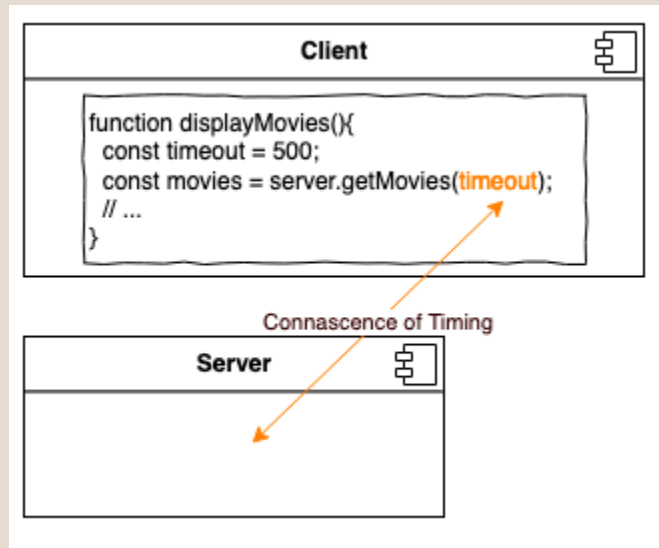 Client
function displayMovies(){
const timeout = 500;
const movies = server.getMovies(timeout);
// ...
}
Connascence of Timing
Server